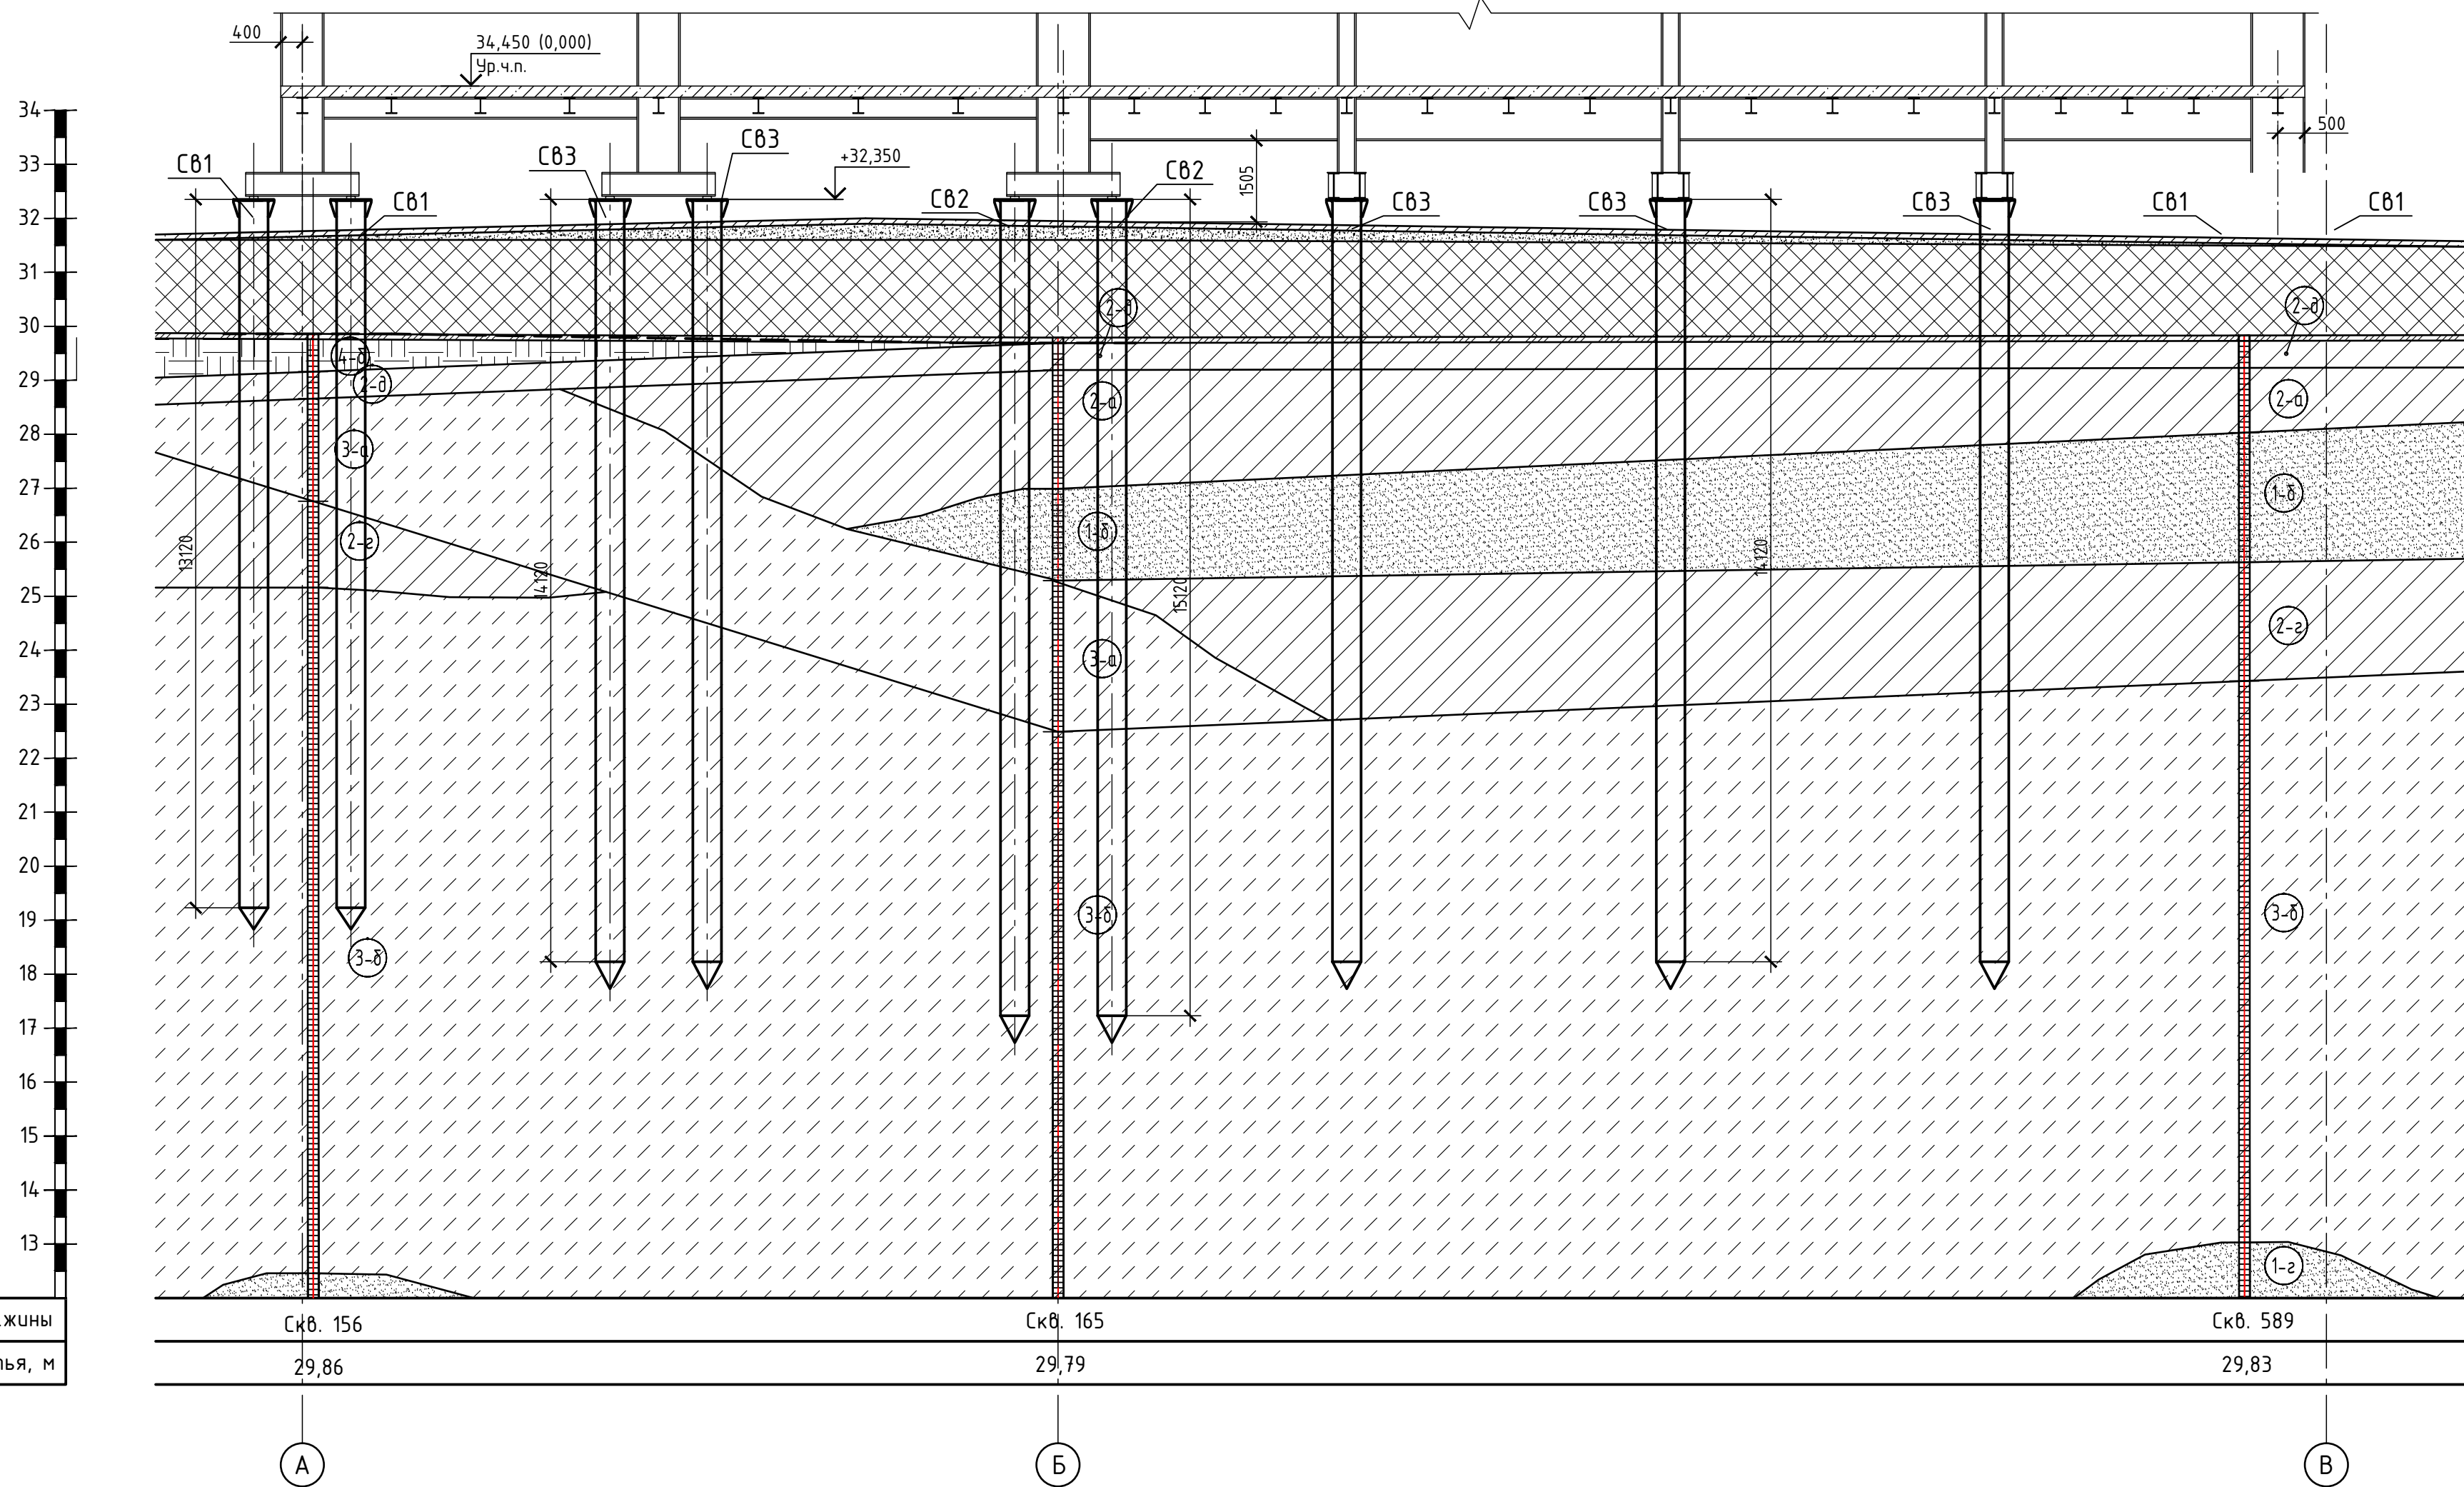 400
34,450 (0,000)
Ур.ч.п.
500
34
33
32
31
30
29
28
27
26
25
24
23
22
21
20
19
18
17
16
15
14
13
Св1
Св1
Св3
Св3
+32,350
Св2
Св2
1505
Св3
Св3
Св3
Св1
Св1
2-д
2-д
4-б
2-д
2-а
2-а
3-а
1-б
1-б
2-г
13120
14120
15120
14120
2-г
3-а
3-б
3-б
3-б
1-г
жины
Скв. 156
Скв. 165
Скв. 589
ья, м
29,86
29,79
29,83
А
Б
В